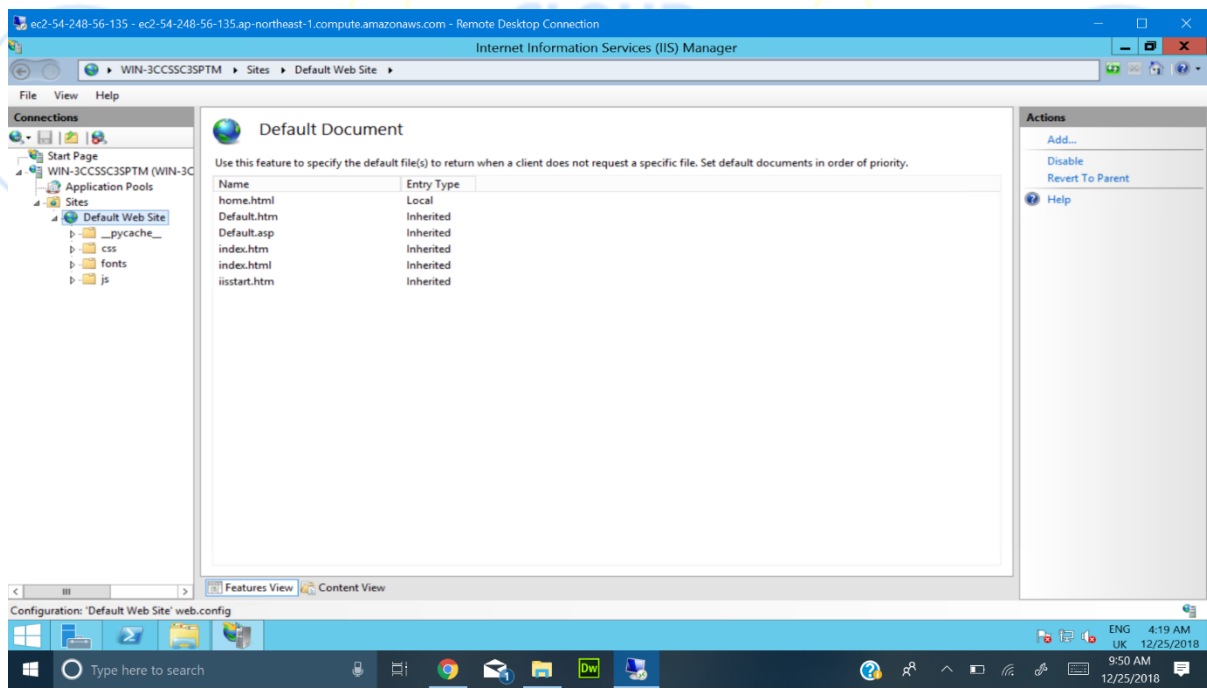 CLOUD
ec2-54-248-56-135 - ec2-54-248-56-135.ap-northeast-1.compute.amazonaws.com - Remote Desktop Connection
Internet Information Services (IIS) Manager
WIN-3CCSSC3SPTM Sites Default Web Site
File View Help
Connections
Start Page
WIN-3CCSSC3SPTM (WIN-3C
Application Pools
Sites
Default Web Site
__pycache__
css
fonts
js
Default Document
Use this feature to specify the default file(s) to return when a client does not request a specific file. Set default documents in order of priority.
Name Entry Type
home.html Local
Default.htm Inherited
Default.asp Inherited
index.htm Inherited
index.html Inherited
iisstart.htm Inherited
Actions
Add...
Disable
Revert To Parent
Help
Features View Content View
Configuration: 'Default Web Site' web.config
ENG 4:19 AM
UK 12/25/2018
Type here to search
Dw
9:50 AM
12/25/2018